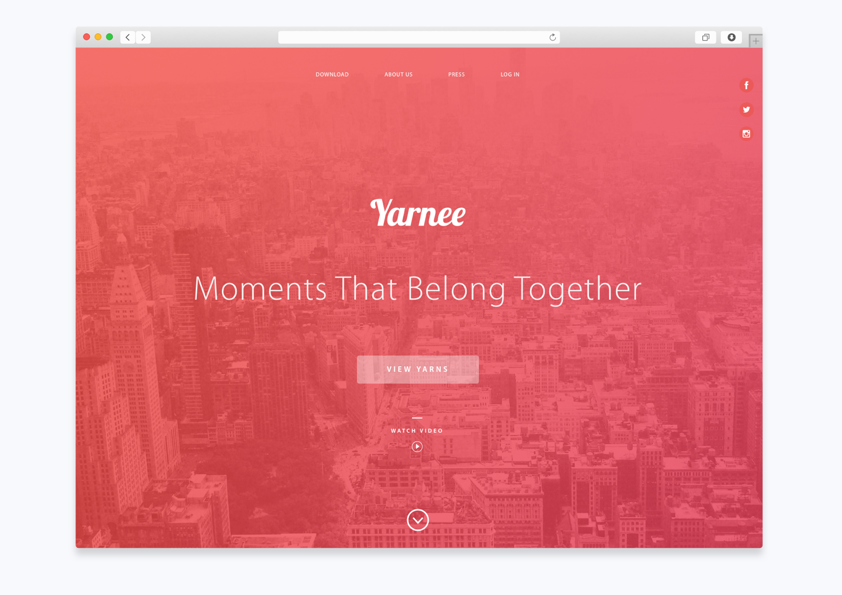 DOWNLOAD ABOUT US PRESS LOG IN
Yarnee
Moments That Belong Together
VIEW YARNS
WATCH VIDEO